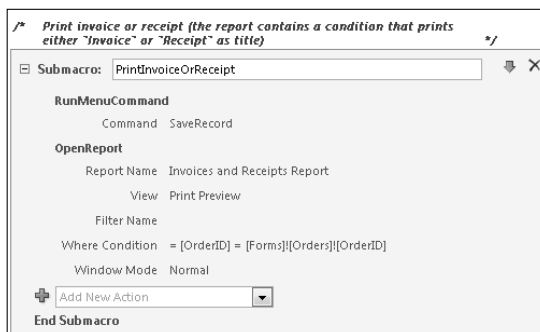 /* Print invoice or receipt (the report contains a condition that prints
either "Invoice" or "Receipt" as title) */
Submacro: PrintInvoiceOrReceipt
RunMenuCommand
Command SaveRecord
OpenReport
Report Name Invoices and Receipts Report
View Print Preview
Filter Name
Where Condition = [OrderID] = [Forms]![Orders]![OrderID]
Window Mode Normal
Add New Action
End Submacro